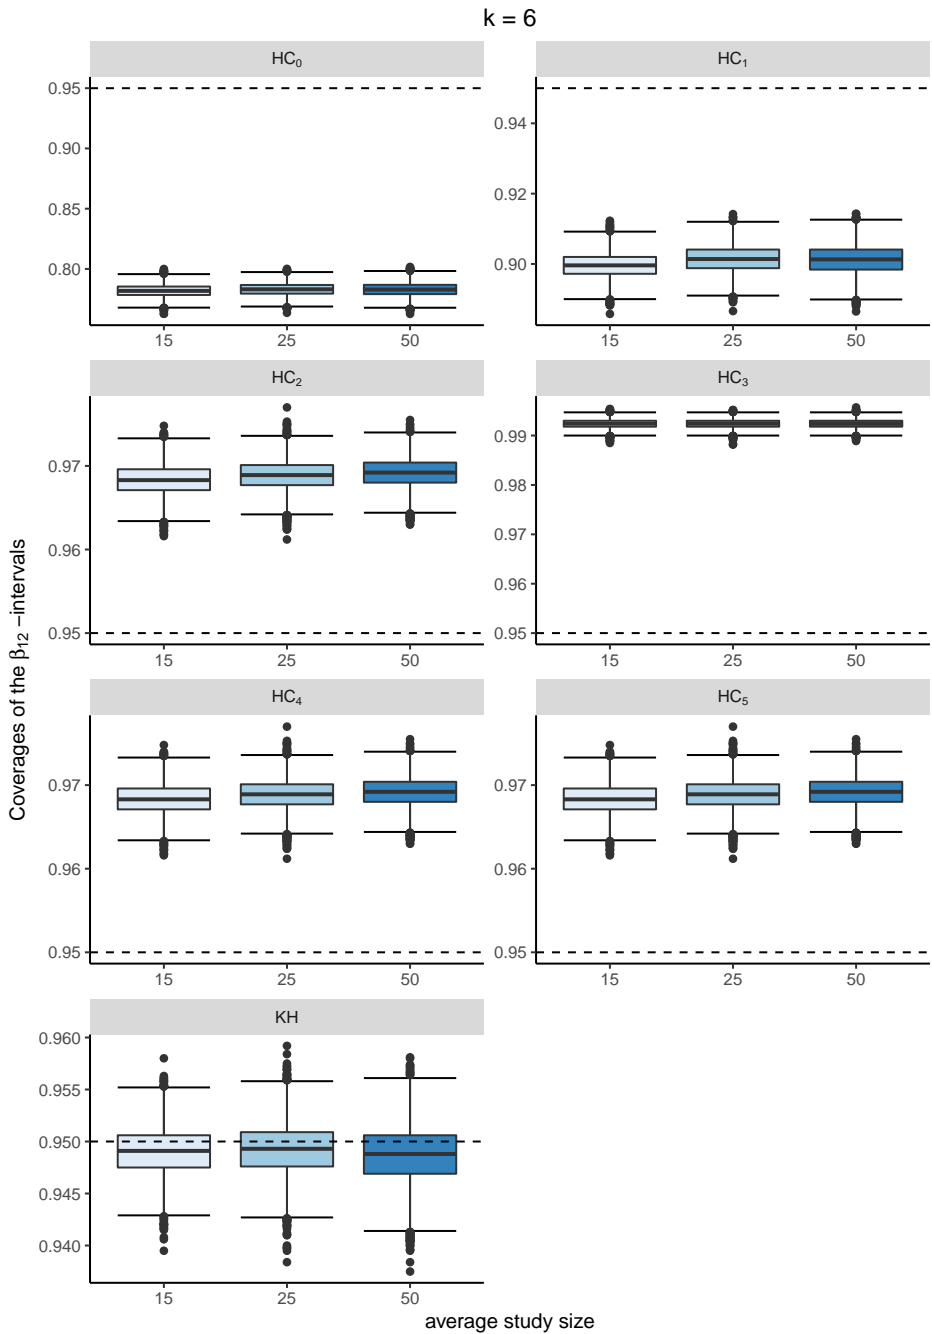 k = 6
HC₀
HC₁
0.95
0.90
0.85
0.80
0.94
0.92
0.90
15 25 50
15 25 50
HC₂
HC₃
0.97
0.96
0.95
0.99
0.98
0.97
0.96
0.95
15 25 50
15 25 50
HC₄
HC₅
0.97
0.96
0.95
0.97
0.96
0.95
15 25 50
15 25 50
KH
0.960
0.955
0.950
0.945
0.940
15 25 50
average study size
Coverages of the β₁₂ −intervals